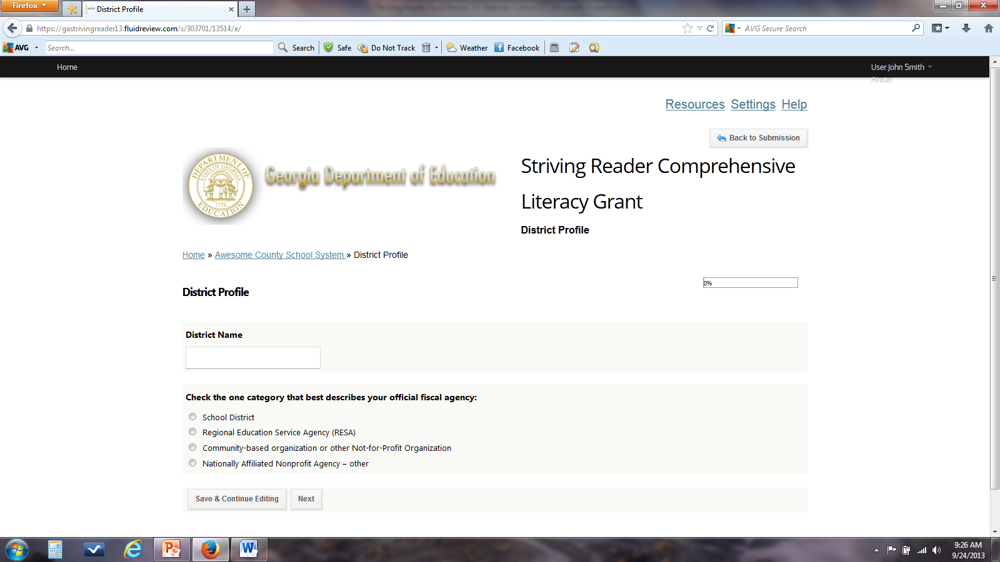 Firefox
District Profile
https://gastrivingreader13.fluidreview.com/s/303701/13514/e/
AVG Secure Search
AVG
Search...
Search
Safe
Do Not Track
Weather
Facebook
Home
User John Smith
Avatar
Resources Settings Help
Back to Submission
DEPARTMENT OF
STATE OF GEORGIA
1776
EDUCATION
Georgia Department of Education
Striving Reader Comprehensive
Literacy Grant
District Profile
Home » Awesome County School System » District Profile
0%
District Profile
District Name
Check the one category that best describes your official fiscal agency:
School District
Regional Education Service Agency (RESA)
Community-based organization or other Not-for-Profit Organization
Nationally Affiliated Nonprofit Agency – other
Save & Continue Editing
Next
9:26 AM
9/24/2013